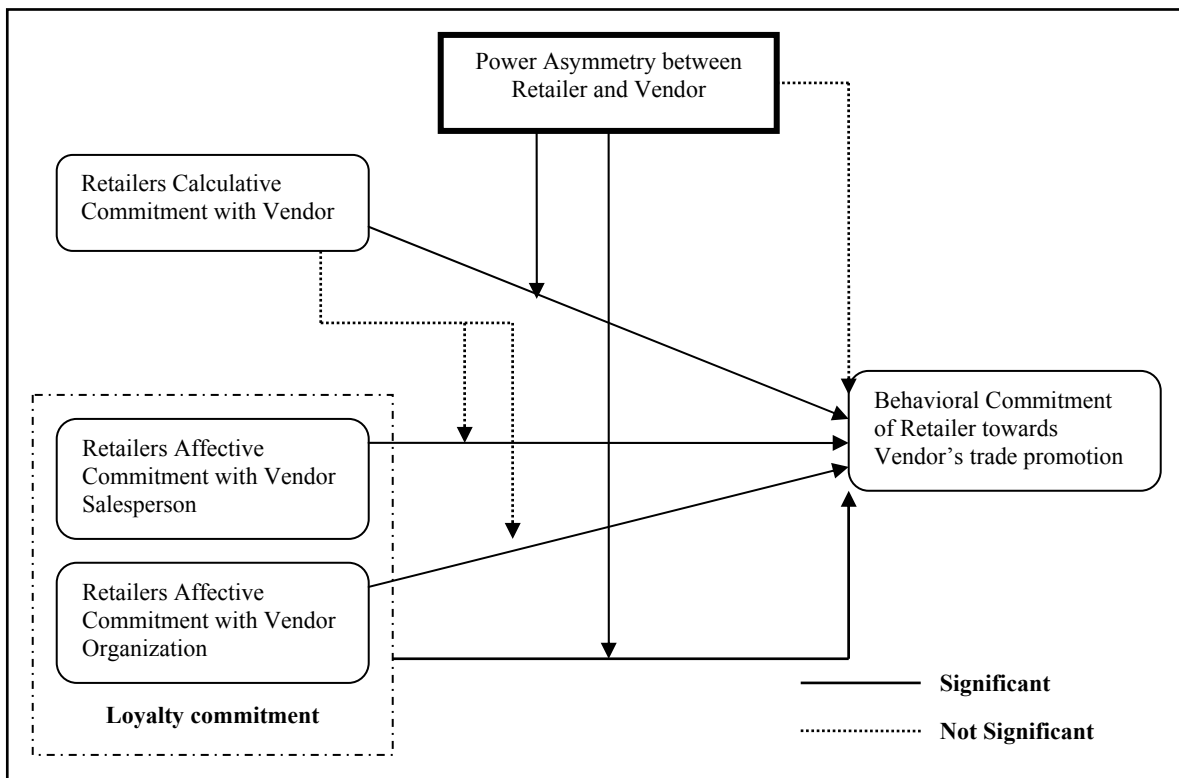 Power Asymmetry between
Retailer and Vendor
Retailers Calculative
Commitment with Vendor
Retailers Affective
Commitment with Vendor
Salesperson
Behavioral Commitment
of Retailer towards
Vendor's trade promotion
Retailers Affective
Commitment with Vendor
Organization
Loyalty commitment
Significant
Not Significant